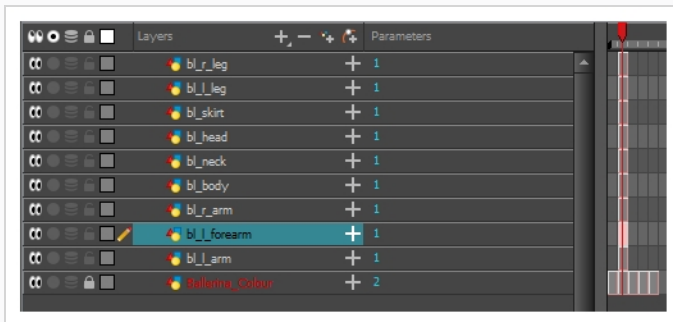 Layers Parameters
bl_r_leg 1
bl_l_leg 1
bl_skirt 1
bl_head 1
bl_neck 1
bl_body 1
bl_r_arm 1
bl_l_forearm 1
bl_l_arm 1
Ballerina_Colour 2